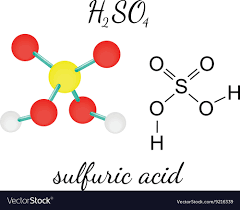 H₂SO₄
O O
S
O O H
H
sulfuric acid
VectorStock® VectorStock.com/9216339